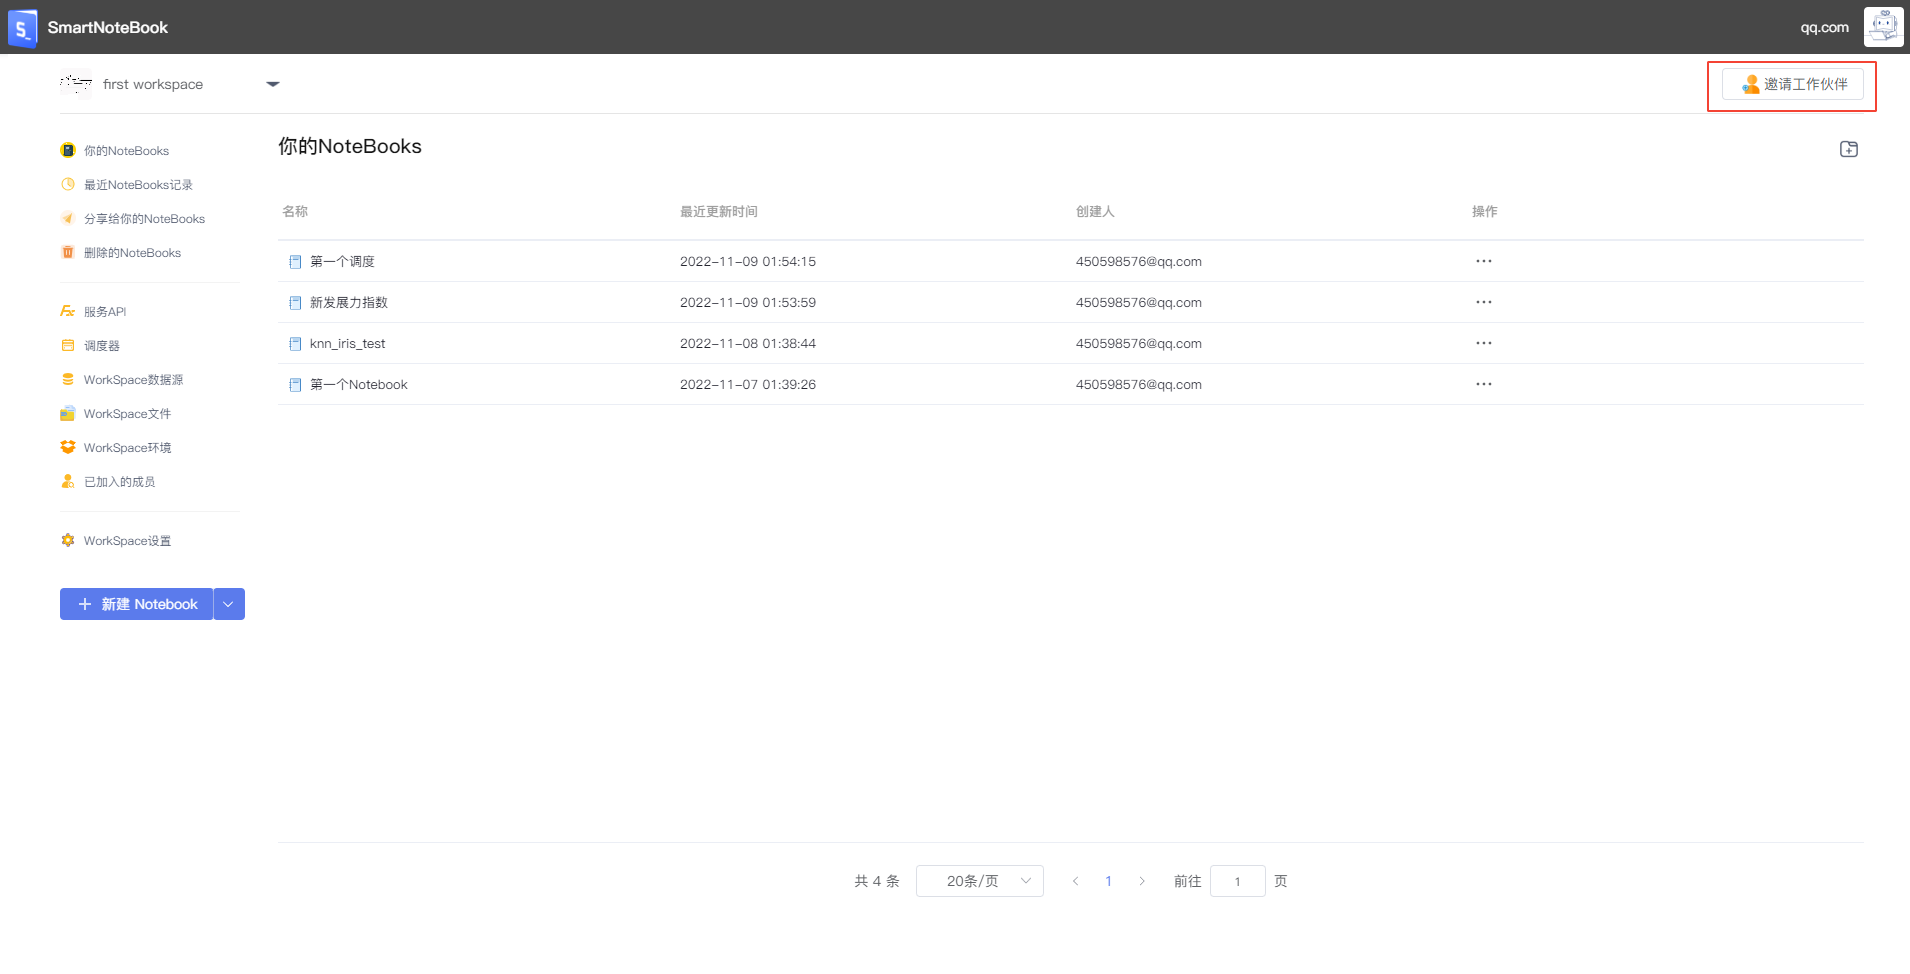 SmartNoteBook
qq.com
first workspace
邀请工作伙伴
你的NoteBooks
最近NoteBooks记录
分享给你的NoteBooks
删除的NoteBooks
服务API
调度器
WorkSpace数据源
WorkSpace文件
WorkSpace环境
已加入的成员
WorkSpace设置
新建 Notebook
你的NoteBooks
名称 最近更新时间 创建人 操作
第一个调度 2022-11-09 01:54:15 450598576@qq.com ···
新发展力指数 2022-11-09 01:53:59 450598576@qq.com ···
knn_iris_test 2022-11-08 01:38:44 450598576@qq.com ···
第一个Notebook 2022-11-07 01:39:26 450598576@qq.com ···
共 4 条 20条/页 1 前往 1 页